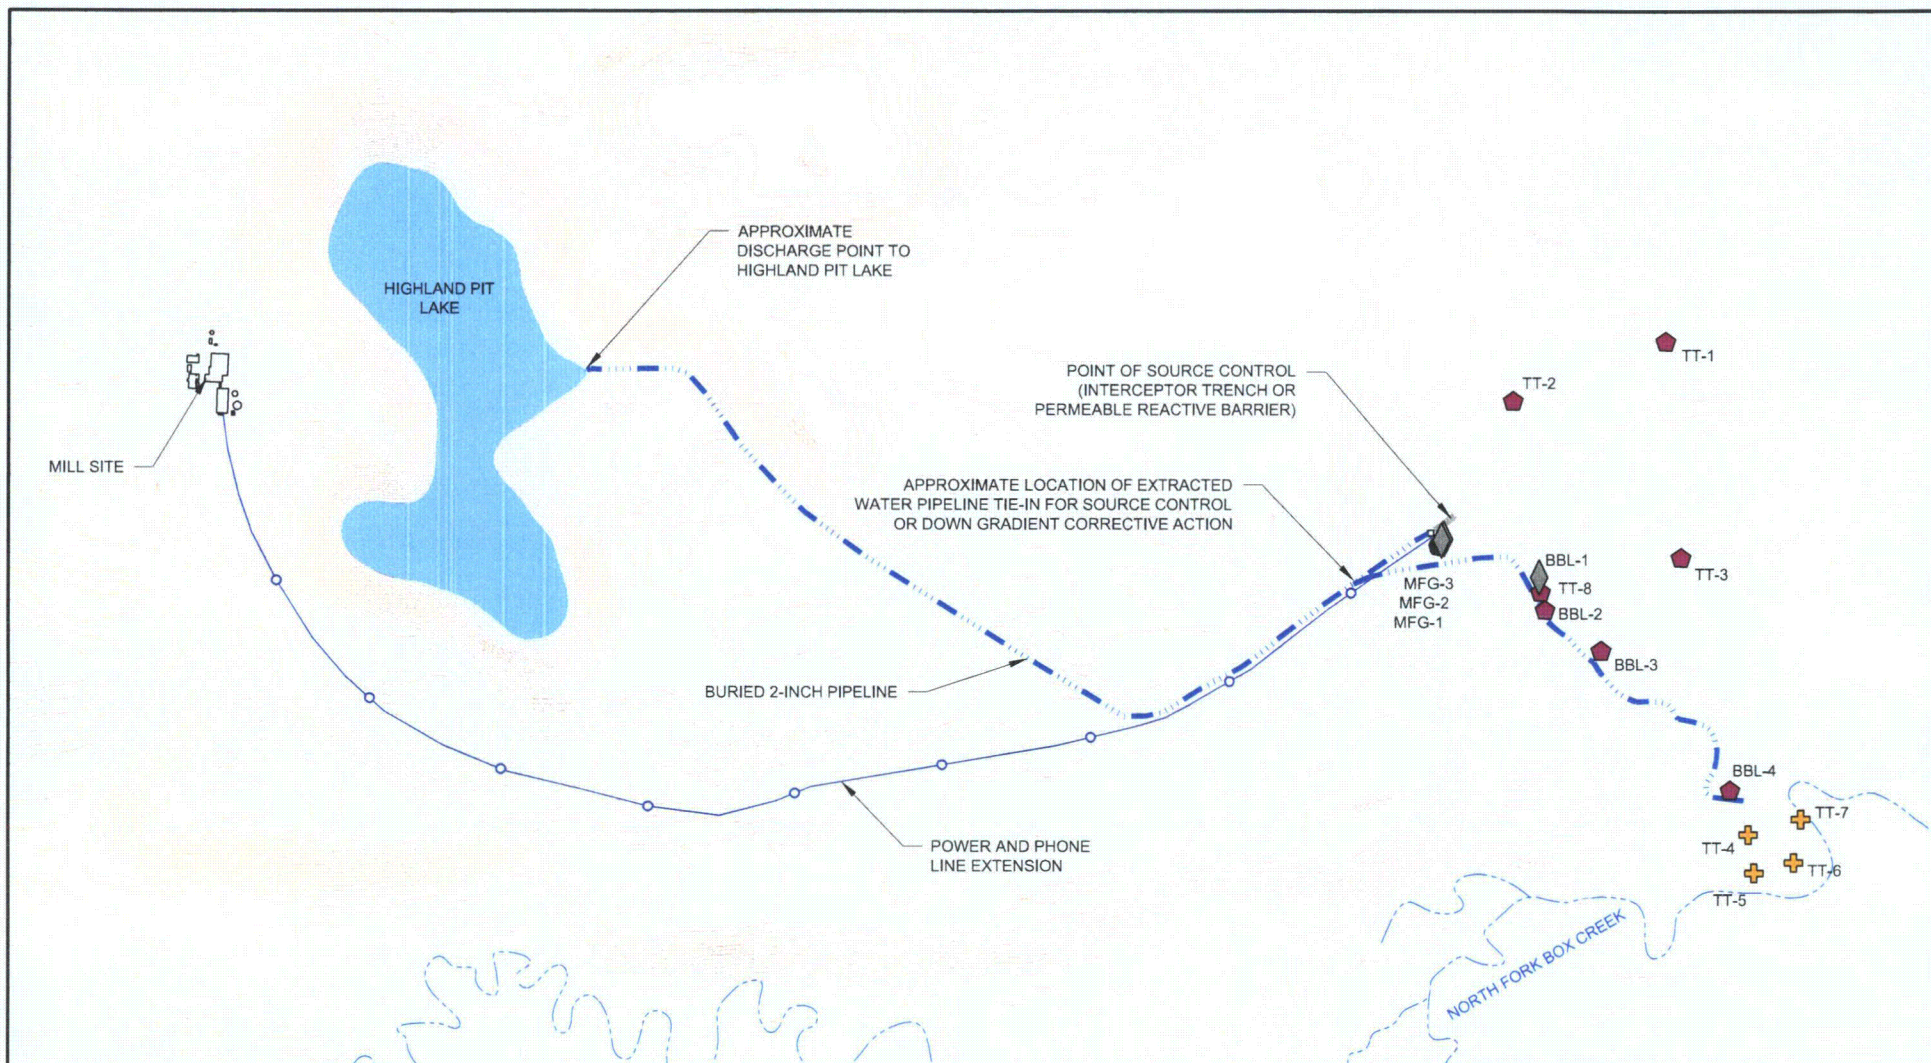 APPROXIMATE
DISCHARGE POINT TO
HIGHLAND PIT LAKE
HIGHLAND PIT
LAKE
MILL SITE
POINT OF SOURCE CONTROL
(INTERCEPTOR TRENCH OR
PERMEABLE REACTIVE BARRIER)
TT-1
TT-2
APPROXIMATE LOCATION OF EXTRACTED
WATER PIPELINE TIE-IN FOR SOURCE CONTROL
OR DOWN GRADIENT CORRECTIVE ACTION
BBL-1
TT-3
MFG-3
TT-8
MFG-2
BBL-2
MFG-1
BBL-3
BURIED 2-INCH PIPELINE
BBL-4
TT-7
POWER AND PHONE
LINE EXTENSION
TT-4
TT-6
TT-5
NORTH FORK BOX CREEK